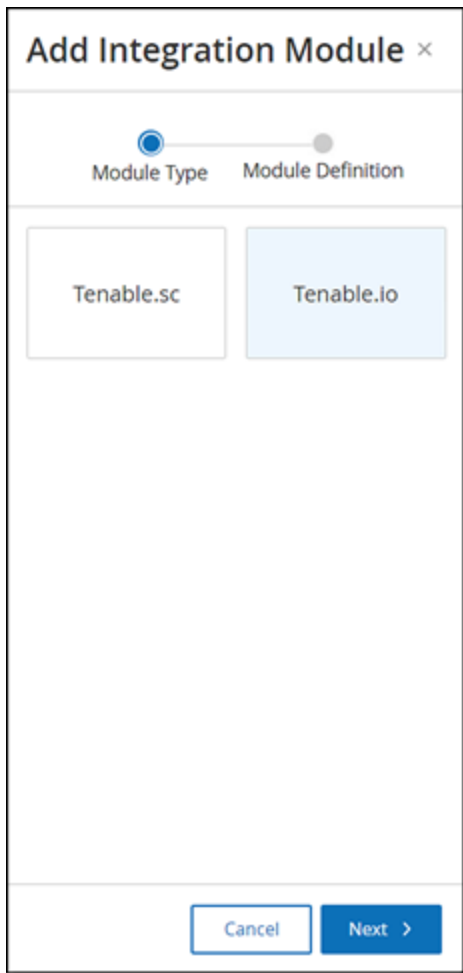 Add Integration Module ×
Module Type Module Definition
Tenable.sc Tenable.io
Cancel Next >